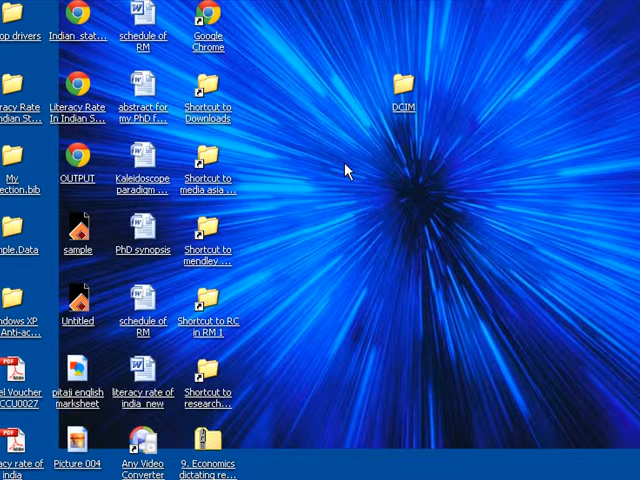 op drivers
Indian_stat...
schedule of
RM
Google
Chrome
racy Rate
ndian St...
Literacy Rate
In Indian S...
abstract for
my PhD f...
Shortcut to
Downloads
DCIM
My
ection.bib
OUTPUT
Kaleidoscope
paradigm ...
Shortcut to
media asia ...
mple.Data
sample
PhD synopsis
Shortcut to
mendley ...
ndows XP
Anti-ac...
Untitled
schedule of
RM
Shortcut to RC
in RM 1
PDF
el Voucher
CCU0027
pitaji english
marksheet
literacy rate of
india_new
Shortcut to
research...
PDF
acy rate of
india
Picture 004
Any Video
Converter
9. Economics
dictating re...